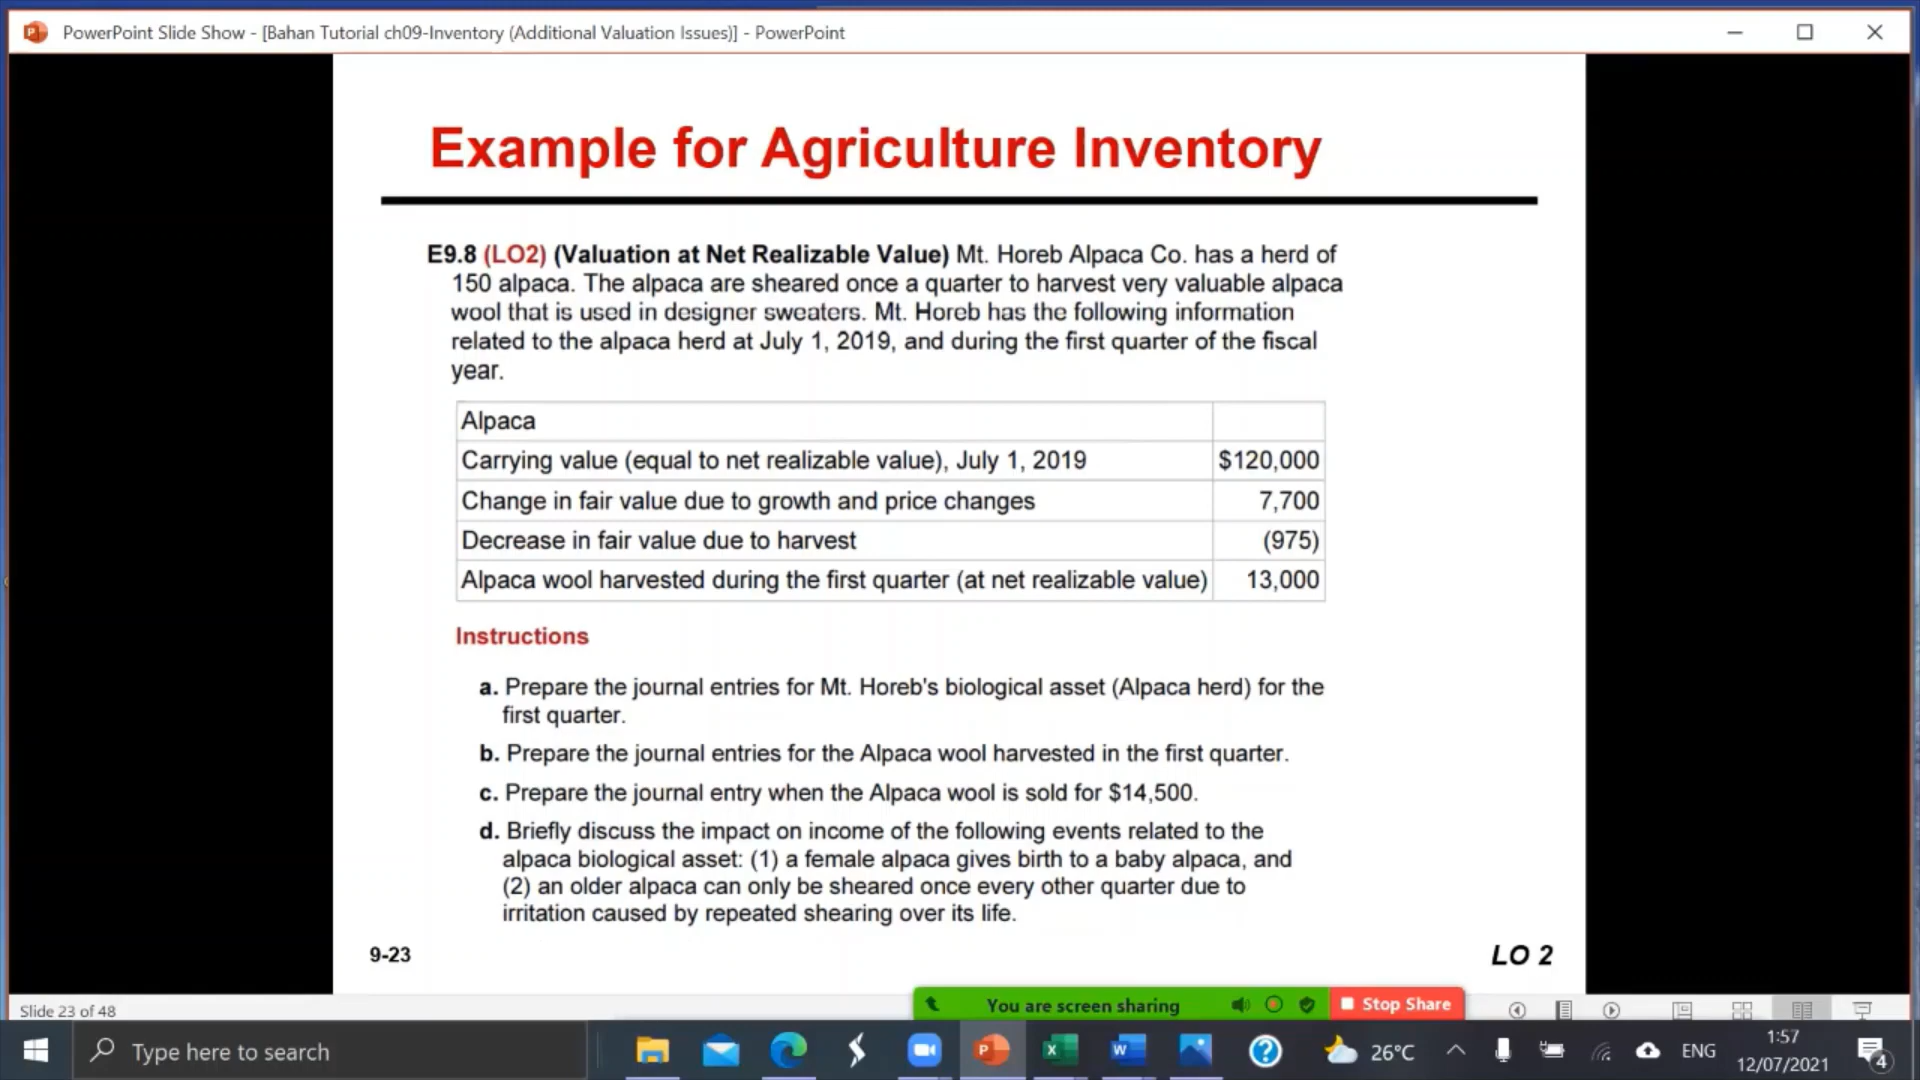 PowerPoint Slide Show - [Bahan Tutorial ch09-Inventory (Additional Valuation Issues)] - PowerPoint
Example for Agriculture Inventory
E9.8 (LO2) (Valuation at Net Realizable Value) Mt. Horeb Alpaca Co. has a herd of
150 alpaca. The alpaca are sheared once a quarter to harvest very valuable alpaca
wool that is used in designer sweaters. Mt. Horeb has the following information
related to the alpaca herd at July 1, 2019, and during the first quarter of the fiscal
year.
Alpaca
Carrying value (equal to net realizable value), July 1, 2019 $120,000
Change in fair value due to growth and price changes 7,700
Decrease in fair value due to harvest (975)
Alpaca wool harvested during the first quarter (at net realizable value) 13,000
Instructions
a. Prepare the journal entries for Mt. Horeb's biological asset (Alpaca herd) for the
first quarter.
b. Prepare the journal entries for the Alpaca wool harvested in the first quarter.
c. Prepare the journal entry when the Alpaca wool is sold for $14,500.
d. Briefly discuss the impact on income of the following events related to the
alpaca biological asset: (1) a female alpaca gives birth to a baby alpaca, and
(2) an older alpaca can only be sheared once every other quarter due to
irritation caused by repeated shearing over its life.
9-23
LO 2
Slide 23 of 48
You are screen sharing
Stop Share
Type here to search
26°C
ENG
1:57
12/07/2021
4